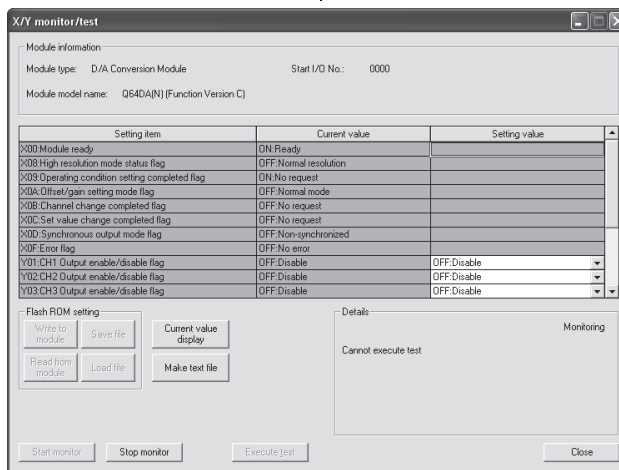 X/Y monitor/test
Module information
Module type: D/A Conversion Module Start I/O No.: 0000
Module model name: Q64DA(N) (Function Version C)
Setting item Current value Setting value
X00:Module ready ON:Ready
X08:High resolution mode status flag OFF:Normal resolution
X09:Operating condition setting completed flag ON:No request
X0A:Offset/gain setting mode flag OFF:Normal mode
X0B:Channel change completed flag OFF:No request
X0C:Set value change completed flag OFF:No request
X0D:Synchronous output mode flag OFF:Non-synchronized
X0F:Error flag OFF:No error
Y01:CH1 Output enable/disable flag OFF:Disable OFF:Disable
Y02:CH2 Output enable/disable flag OFF:Disable OFF:Disable
Y03:CH3 Output enable/disable flag OFF:Disable OFF:Disable
Flash ROM setting
Write to module
Save file
Current value display
Read from module
Load file
Make text file
Details
Monitoring
Cannot execute test
Start monitor Stop monitor Execute test Close